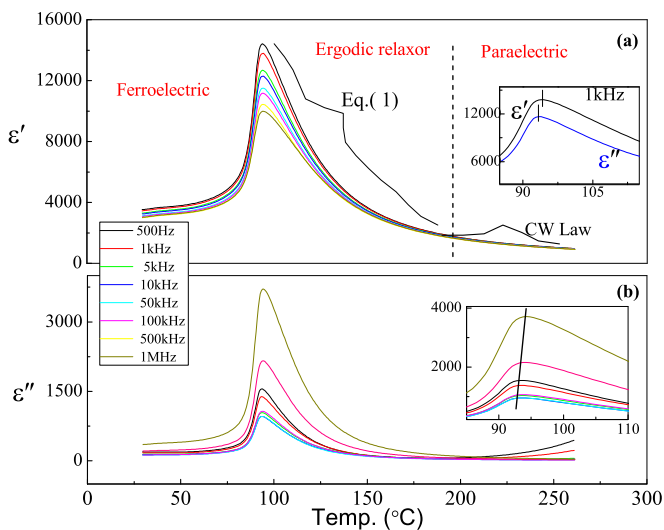 16000
12000
8000
4000
0
ε′
Ferroelectric
Ergodic relaxor
Paraelectric
(a)
Eq.( 1)
CW Law
1kHz
12000
6000
90
105
ε′
ε″
500Hz
1kHz
5kHz
10kHz
50kHz
100kHz
500kHz
1MHz
3000
1500
0
ε″
(b)
4000
2000
0
90
100
110
0
50
100
150
200
250
300
Temp. (°C)